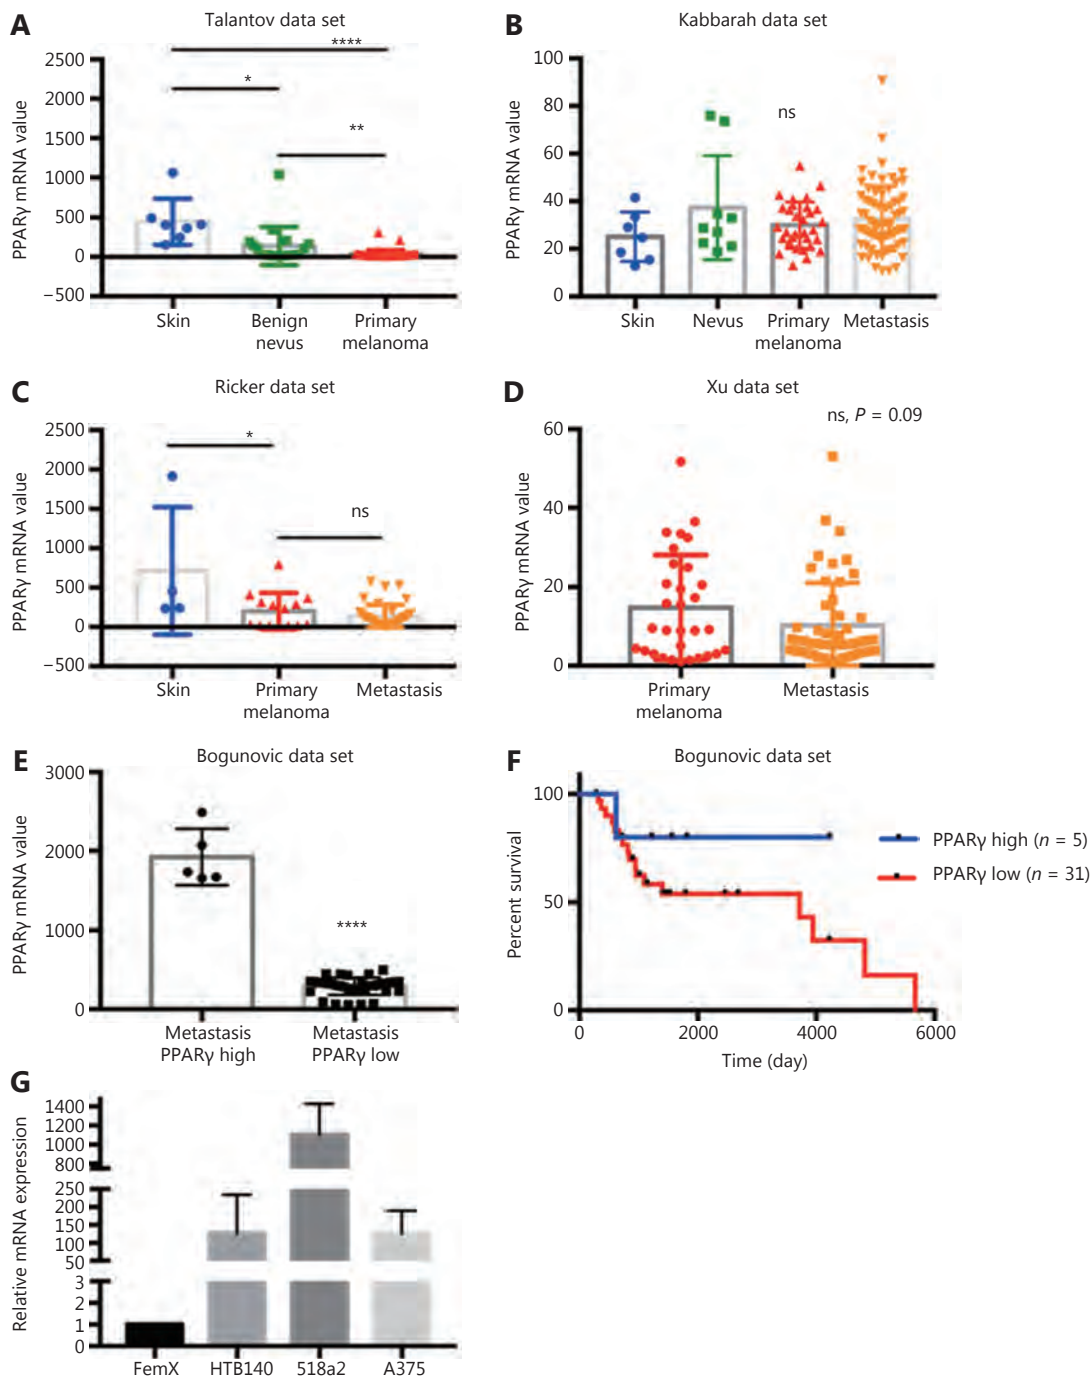 A
Talantov data set
PPARγ mRNA value
2500
2000
1500
1000
500
0
−500
****
*
**
Skin
Benign
nevus
Primary
melanoma
B
Kabbarah data set
PPARγ mRNA value
100
80
60
40
20
0
ns
Skin
Nevus
Primary
melanoma
Metastasis
C
Ricker data set
PPARγ mRNA value
2500
2000
1500
1000
500
0
−500
*
ns
Skin
Primary
melanoma
Metastasis
D
Xu data set
ns, P = 0.09
PPARγ mRNA value
60
40
20
0
Primary
melanoma
Metastasis
E
Bogunovic data set
PPARγ mRNA value
3000
2000
1000
0
****
Metastasis
PPARγ high
Metastasis
PPARγ low
F
Bogunovic data set
Percent survival
100
50
0
0
2000
4000
6000
Time (day)
PPARγ high (n = 5)
PPARγ low (n = 31)
G
Relative mRNA expression
1400
1200
1000
800
250
200
150
100
50
3
2
1
0
FemX
HTB140
518a2
A375